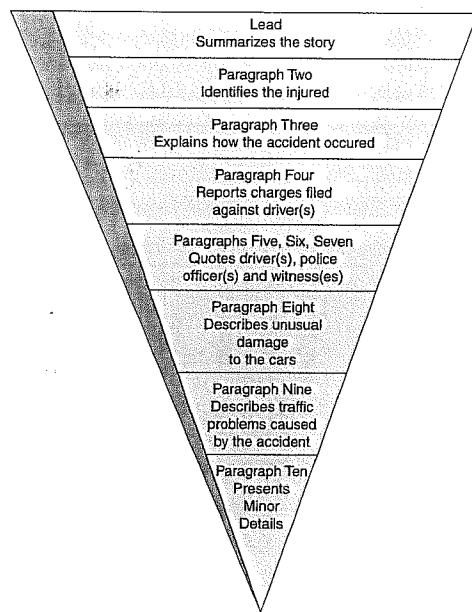 Lead
Summarizes the story
Paragraph Two
Identifies the injured
Paragraph Three
Explains how the accident occured
Paragraph Four
Reports charges filed
against driver(s)
Paragraphs Five, Six, Seven
Quotes driver(s), police
officer(s) and witness(es)
Paragraph Eight
Describes unusual
damage
to the cars
Paragraph Nine
Describes traffic
problems caused
by the accident
Paragraph Ten
Presents
Minor
Details